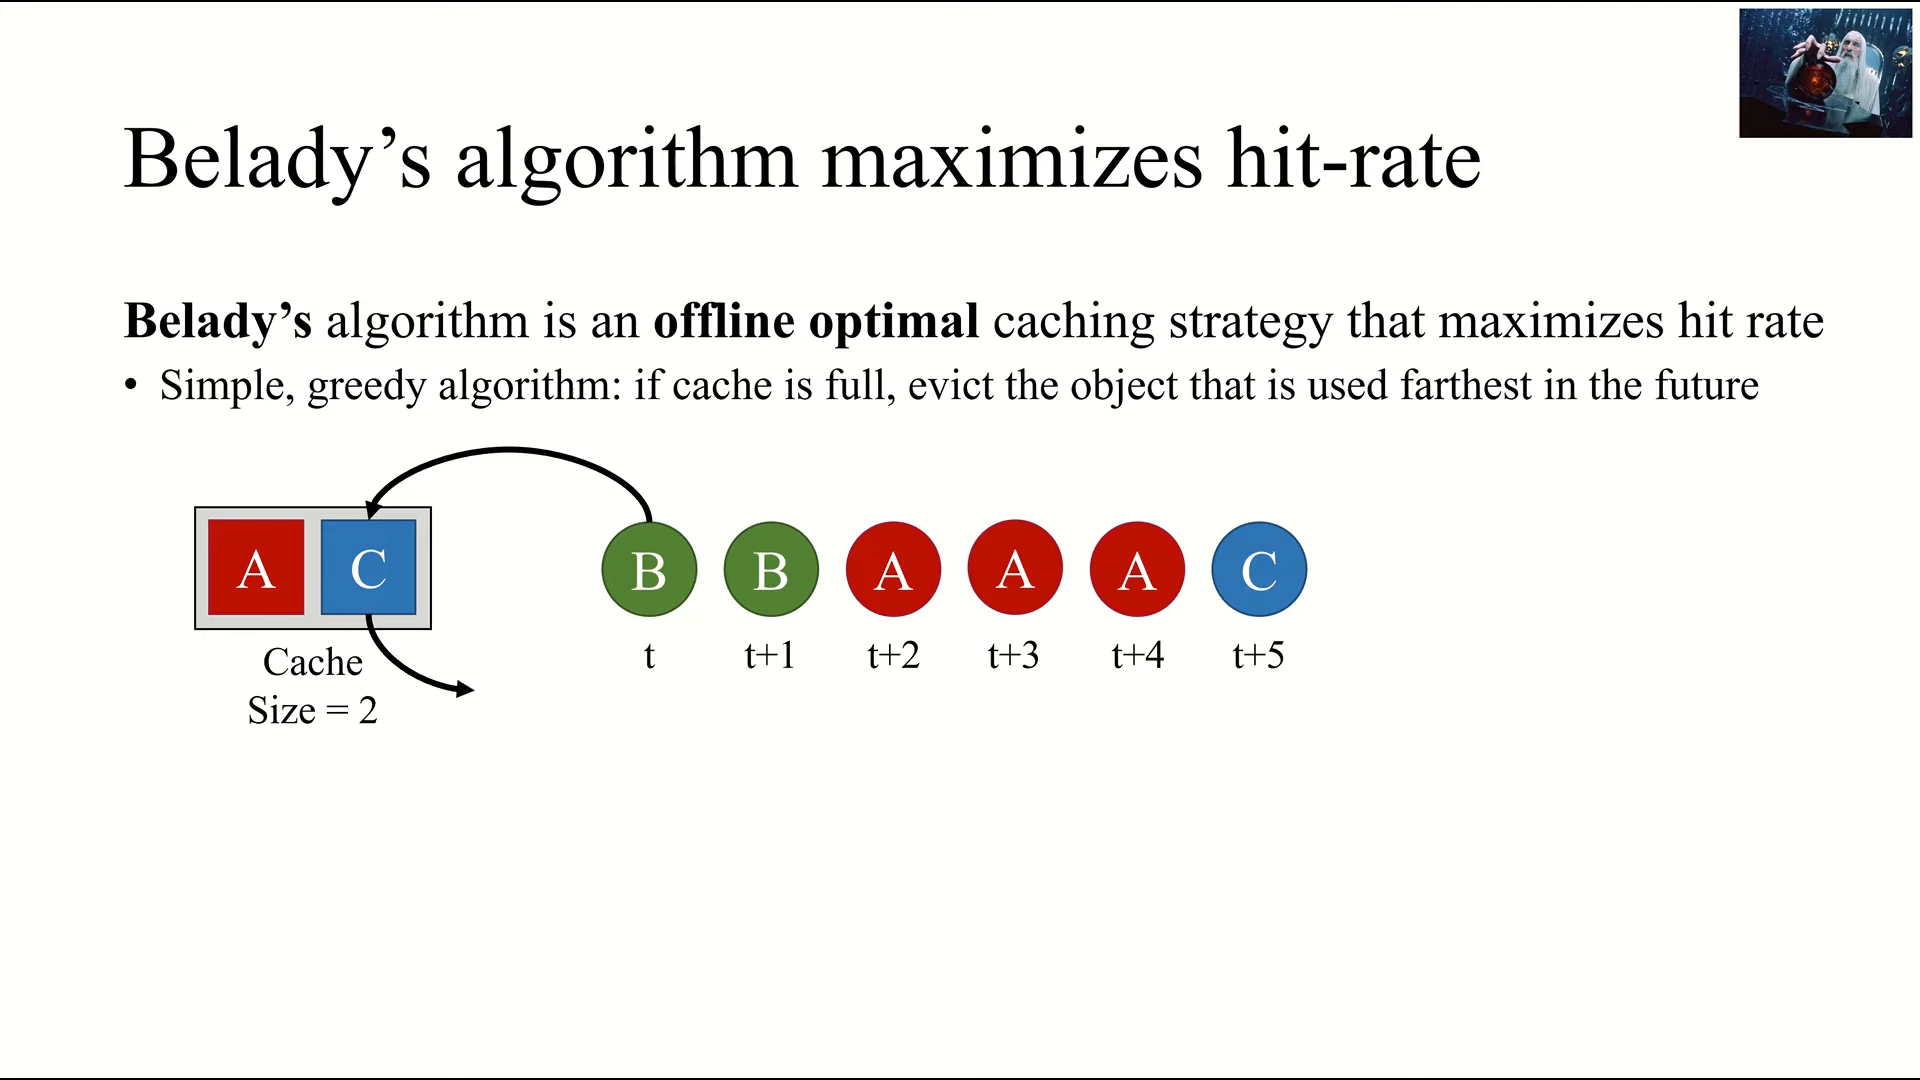 Belady’s algorithm maximizes hit-rate
Belady’s algorithm is an offline optimal caching strategy that maximizes hit rate
• Simple, greedy algorithm: if cache is full, evict the object that is used farthest in the future
A C B B A A A C
t t+1 t+2 t+3 t+4 t+5
Cache
Size = 2